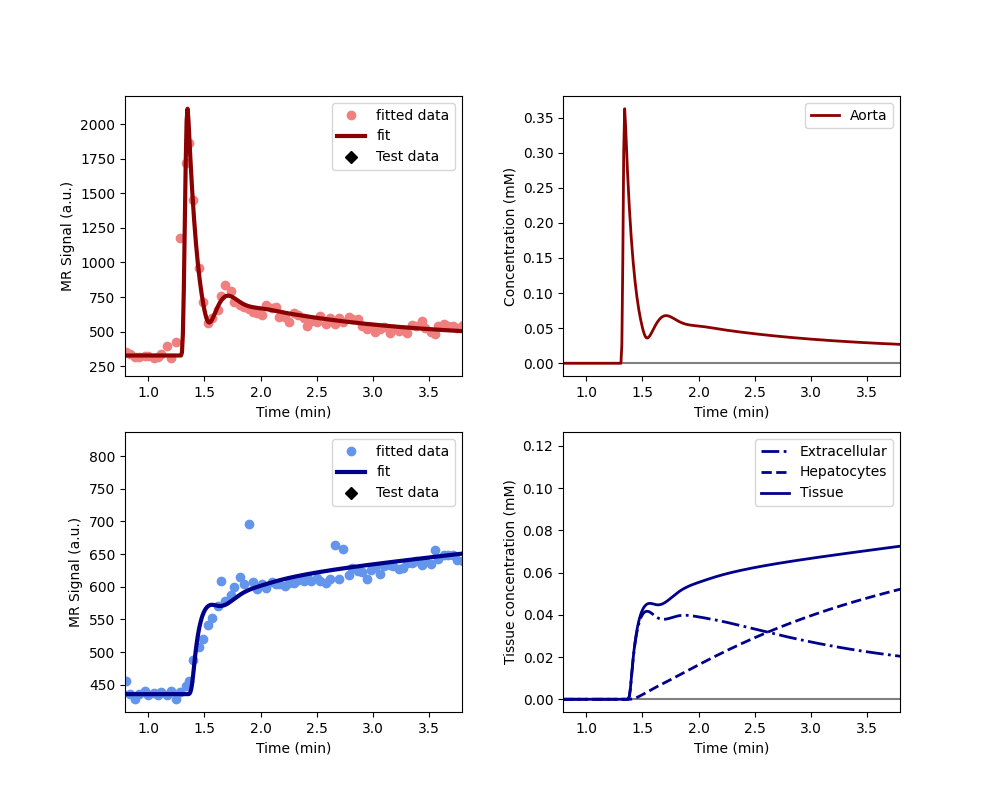 2000
1750
1500
1250
1000
750
500
250
MR Signal (a.u.)
fitted data
fit
Test data
1.0 1.5 2.0 2.5 3.0 3.5
Time (min)
0.35
0.30
0.25
0.20
0.15
0.10
0.05
0.00
Concentration (mM)
Aorta
1.0 1.5 2.0 2.5 3.0 3.5
Time (min)
800
750
700
650
600
550
500
450
MR Signal (a.u.)
fitted data
fit
Test data
1.0 1.5 2.0 2.5 3.0 3.5
Time (min)
0.12
0.10
0.08
0.06
0.04
0.02
0.00
Tissue concentration (mM)
Extracellular
Hepatocytes
Tissue
1.0 1.5 2.0 2.5 3.0 3.5
Time (min)